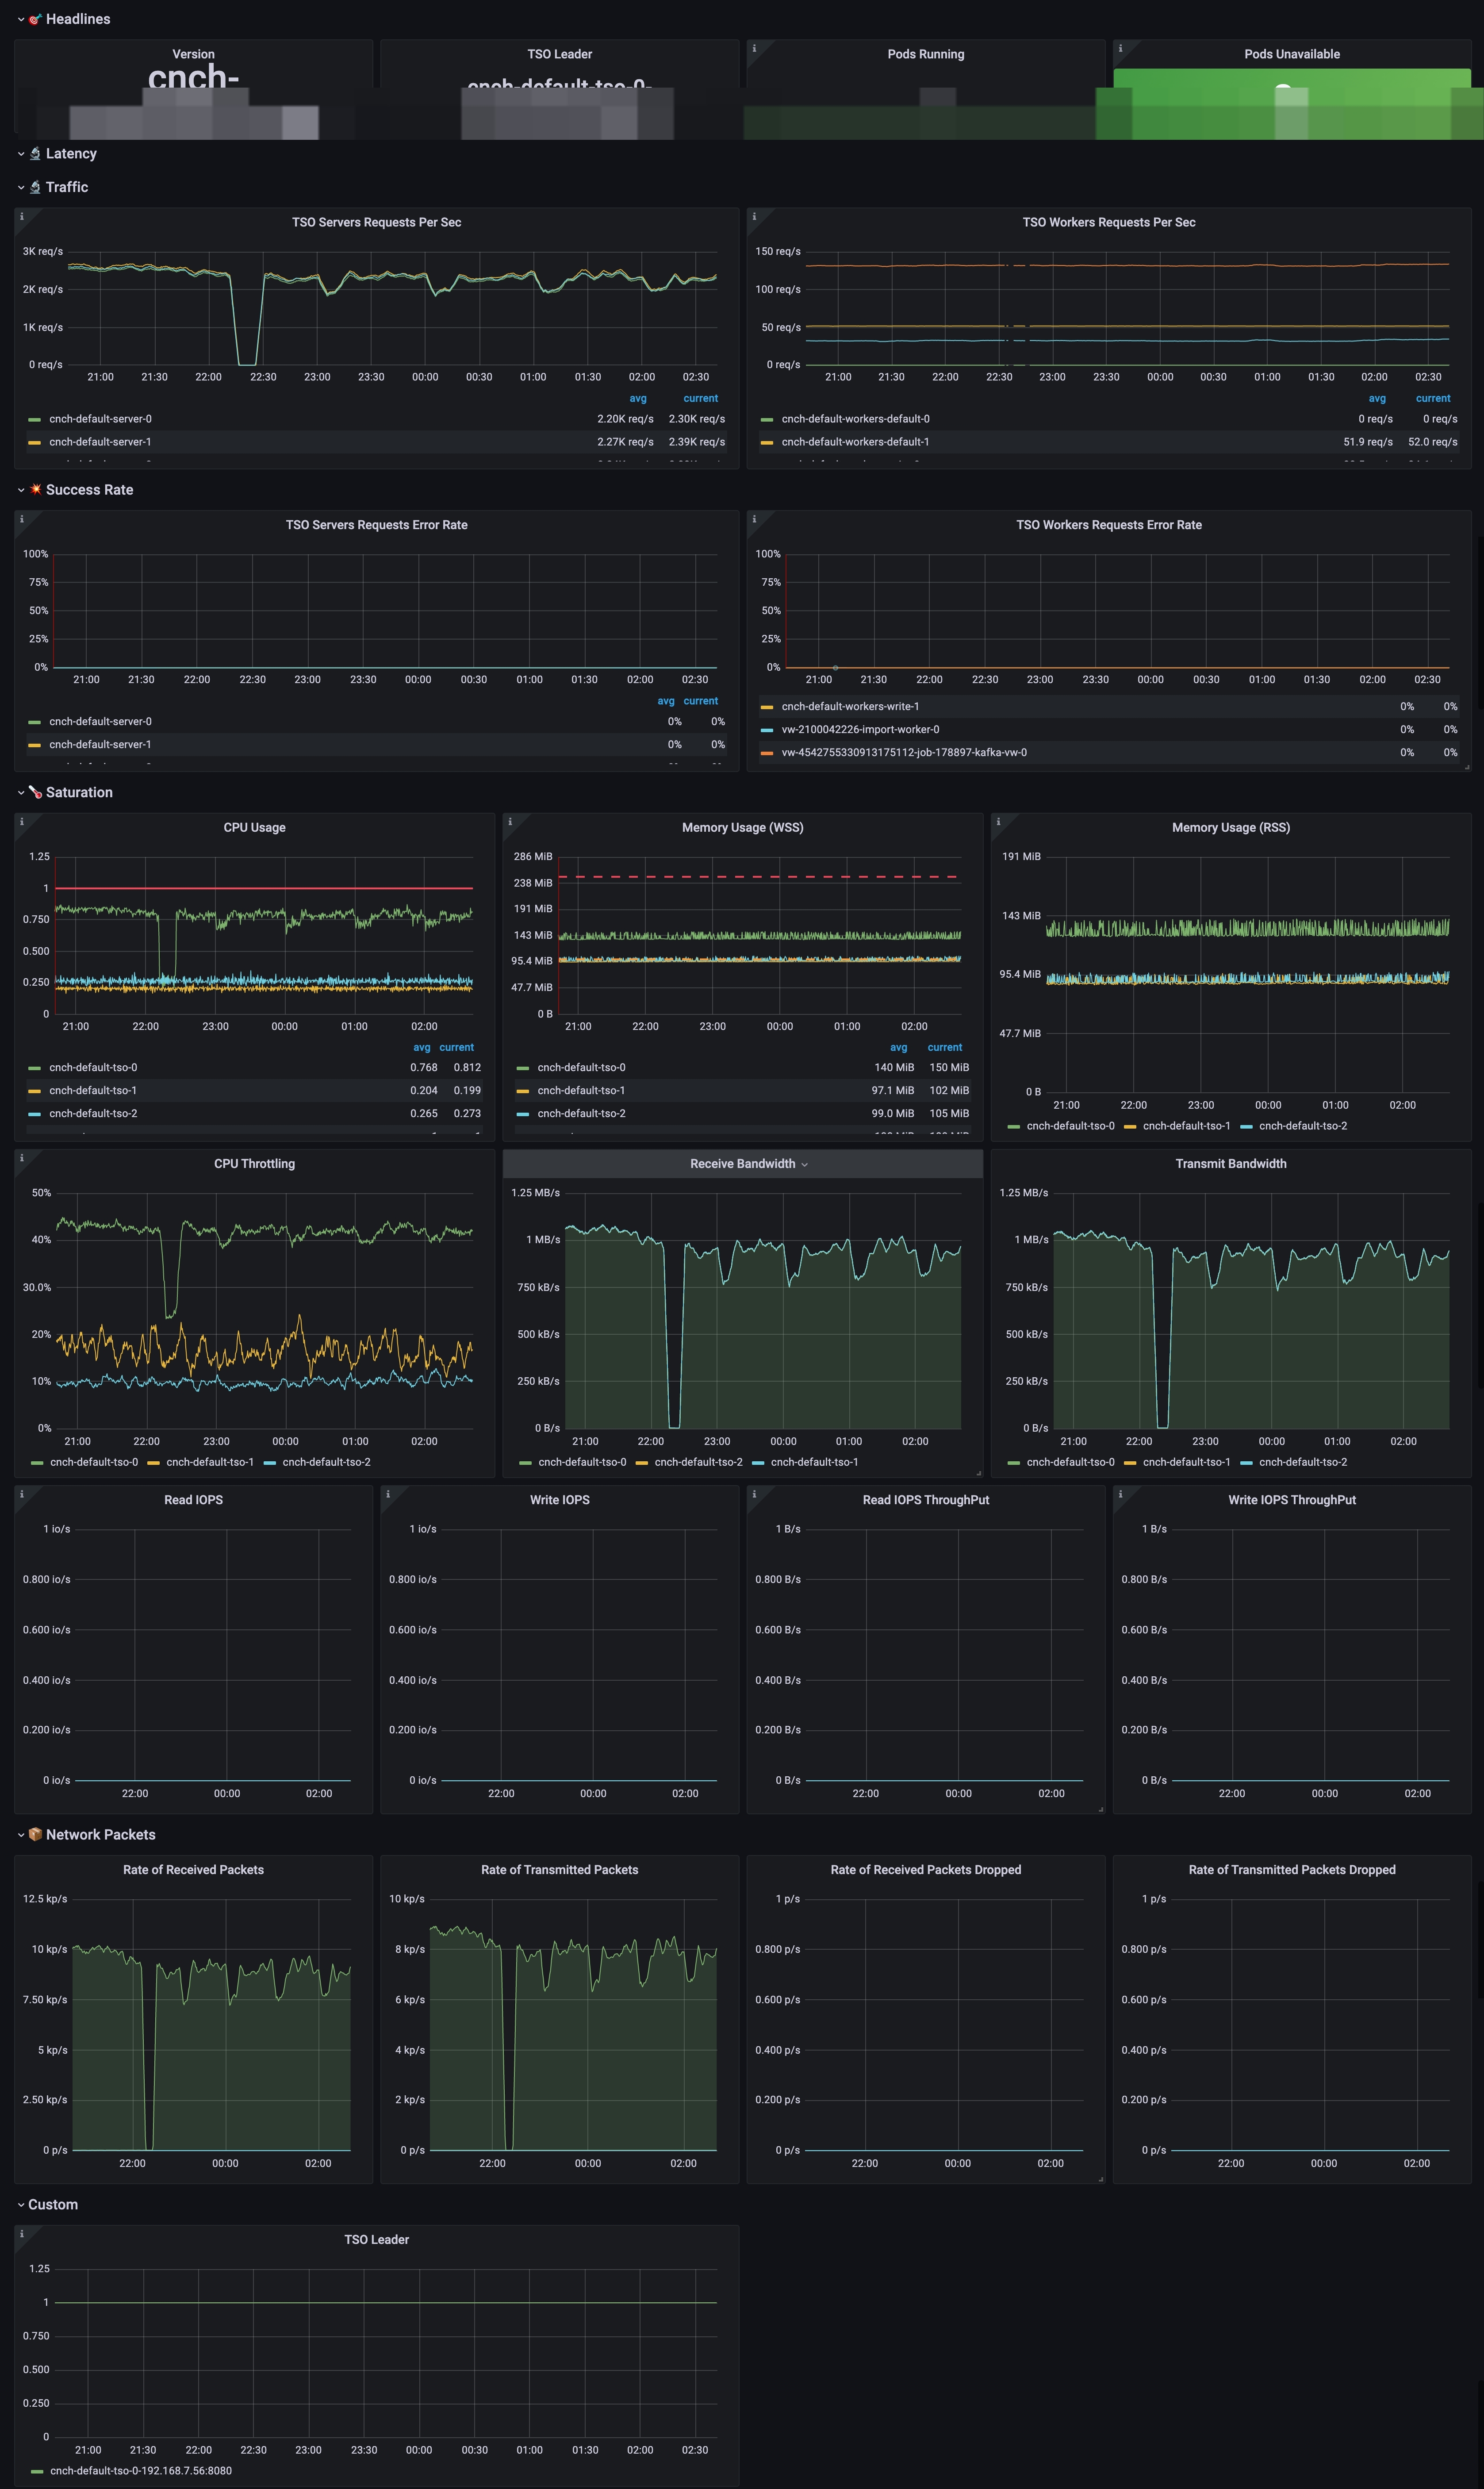 Headlines
Version
cnch-
TSO Leader
cnch-default-tso-0-
Pods Running
Pods Unavailable
Latency
Traffic
TSO Servers Requests Per Sec
3K req/s
2K req/s
1K req/s
0 req/s
21:00 21:30 22:00 22:30 23:00 23:30 00:00 00:30 01:00 01:30 02:00 02:30
avg current
cnch-default-server-0 2.20K req/s 2.30K req/s
cnch-default-server-1 2.27K req/s 2.39K req/s
TSO Workers Requests Per Sec
150 req/s
100 req/s
50 req/s
0 req/s
21:00 21:30 22:00 22:30 23:00 23:30 00:00 00:30 01:00 01:30 02:00 02:30
avg current
cnch-default-workers-default-0 0 req/s 0 req/s
cnch-default-workers-default-1 51.9 req/s 52.0 req/s
Success Rate
TSO Servers Requests Error Rate
100%
75%
50%
25%
0%
21:00 21:30 22:00 22:30 23:00 23:30 00:00 00:30 01:00 01:30 02:00 02:30
avg current
cnch-default-server-0 0% 0%
cnch-default-server-1 0% 0%
TSO Workers Requests Error Rate
100%
75%
50%
25%
0%
21:00 21:30 22:00 22:30 23:00 23:30 00:00 00:30 01:00 01:30 02:00 02:30
cnch-default-workers-write-1 0% 0%
vw-2100042226-import-worker-0 0% 0%
vw-4542755330913175112-job-178897-kafka-vw-0 0% 0%
Saturation
CPU Usage
1.25
1
0.750
0.500
0.250
0
21:00 22:00 23:00 00:00 01:00 02:00
avg current
cnch-default-tso-0 0.768 0.812
cnch-default-tso-1 0.204 0.199
cnch-default-tso-2 0.265 0.273
Memory Usage (WSS)
286 MiB
238 MiB
191 MiB
143 MiB
95.4 MiB
47.7 MiB
0 B
21:00 22:00 23:00 00:00 01:00 02:00
avg current
cnch-default-tso-0 140 MiB 150 MiB
cnch-default-tso-1 97.1 MiB 102 MiB
cnch-default-tso-2 99.0 MiB 105 MiB
Memory Usage (RSS)
191 MiB
143 MiB
95.4 MiB
47.7 MiB
0 B
21:00 22:00 23:00 00:00 01:00 02:00
cnch-default-tso-0 cnch-default-tso-1 cnch-default-tso-2
CPU Throttling
50%
40%
30.0%
20%
10%
0%
21:00 22:00 23:00 00:00 01:00 02:00
cnch-default-tso-0 cnch-default-tso-1 cnch-default-tso-2
Receive Bandwidth
1.25 MB/s
1 MB/s
750 kB/s
500 kB/s
250 kB/s
0 B/s
21:00 22:00 23:00 00:00 01:00 02:00
cnch-default-tso-0 cnch-default-tso-2 cnch-default-tso-1
Transmit Bandwidth
1.25 MB/s
1 MB/s
750 kB/s
500 kB/s
250 kB/s
0 B/s
21:00 22:00 23:00 00:00 01:00 02:00
cnch-default-tso-0 cnch-default-tso-1 cnch-default-tso-2
Read IOPS
1 io/s
0.800 io/s
0.600 io/s
0.400 io/s
0.200 io/s
0 io/s
22:00 00:00 02:00
Write IOPS
1 io/s
0.800 io/s
0.600 io/s
0.400 io/s
0.200 io/s
0 io/s
22:00 00:00 02:00
Read IOPS ThroughPut
1 B/s
0.800 B/s
0.600 B/s
0.400 B/s
0.200 B/s
0 B/s
22:00 00:00 02:00
Write IOPS ThroughPut
1 B/s
0.800 B/s
0.600 B/s
0.400 B/s
0.200 B/s
0 B/s
22:00 00:00 02:00
Network Packets
Rate of Received Packets
12.5 kp/s
10 kp/s
7.50 kp/s
5 kp/s
2.50 kp/s
0 p/s
22:00 00:00 02:00
Rate of Transmitted Packets
10 kp/s
8 kp/s
6 kp/s
4 kp/s
2 kp/s
0 p/s
22:00 00:00 02:00
Rate of Received Packets Dropped
1 p/s
0.800 p/s
0.600 p/s
0.400 p/s
0.200 p/s
0 p/s
22:00 00:00 02:00
Rate of Transmitted Packets Dropped
1 p/s
0.800 p/s
0.600 p/s
0.400 p/s
0.200 p/s
0 p/s
22:00 00:00 02:00
Custom
TSO Leader
1.25
1
0.750
0.500
0.250
0
21:00 21:30 22:00 22:30 23:00 23:30 00:00 00:30 01:00 01:30 02:00 02:30
cnch-default-tso-0-192.168.7.56:8080